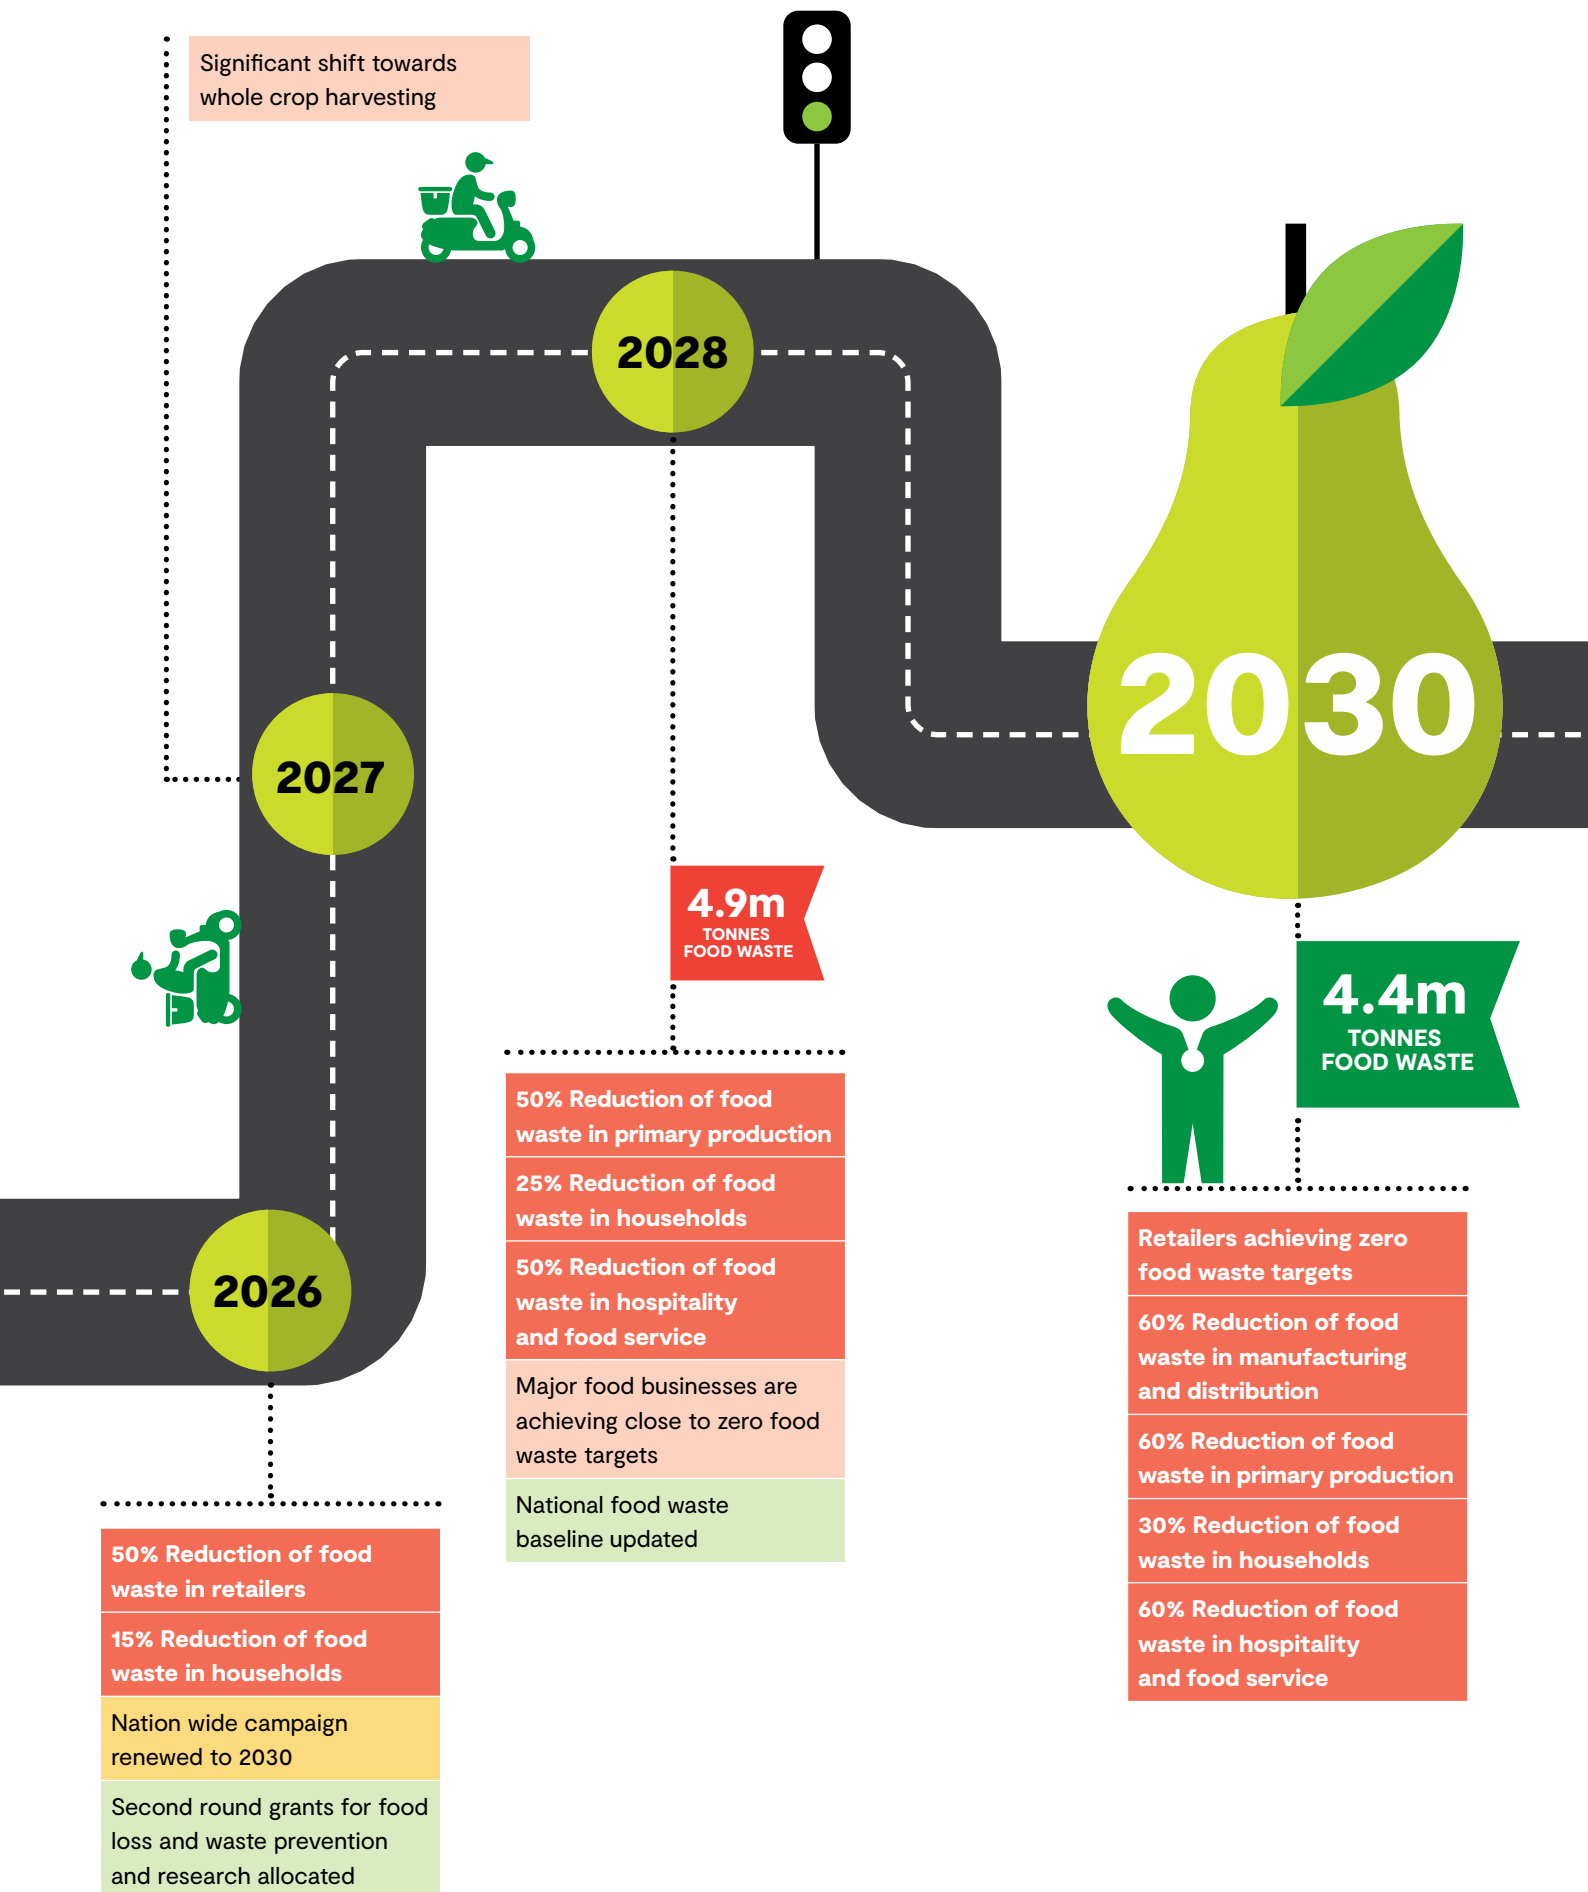 Significant shift towards
whole crop harvesting
2028
2030
2027
4.9m
TONNES
FOOD WASTE
4.4m
TONNES
FOOD WASTE
50% Reduction of food
waste in primary production
25% Reduction of food
waste in households
50% Reduction of food
waste in hospitality
and food service
Major food businesses are
achieving close to zero food
waste targets
National food waste
baseline updated
Retailers achieving zero
food waste targets
60% Reduction of food
waste in manufacturing
and distribution
60% Reduction of food
waste in primary production
30% Reduction of food
waste in households
60% Reduction of food
waste in hospitality
and food service
2026
50% Reduction of food
waste in retailers
15% Reduction of food
waste in households
Nation wide campaign
renewed to 2030
Second round grants for food
loss and waste prevention
and research allocated